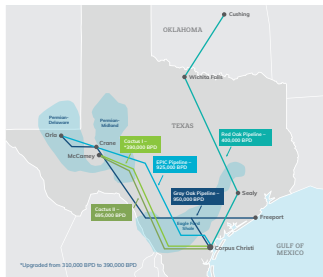 OKLAHOMA
Cushing
Wichita Falls
Permian-
Delaware
Permian-
Midland
TEXAS
Cactus I –
*390,000 BPD
Red Oak Pipeline –
400,000 BPD
Orla
Crane
McCamey
EPIC Pipeline –
925,000 BPD
Gray Oak Pipeline –
950,000 BPD
Sealy
Cactus II –
685,000 BPD
Freeport
Eagle Ford
Shale
Corpus Christi
GULF OF
MEXICO
*Upgraded from 330,000 BPD to 390,000 BPD